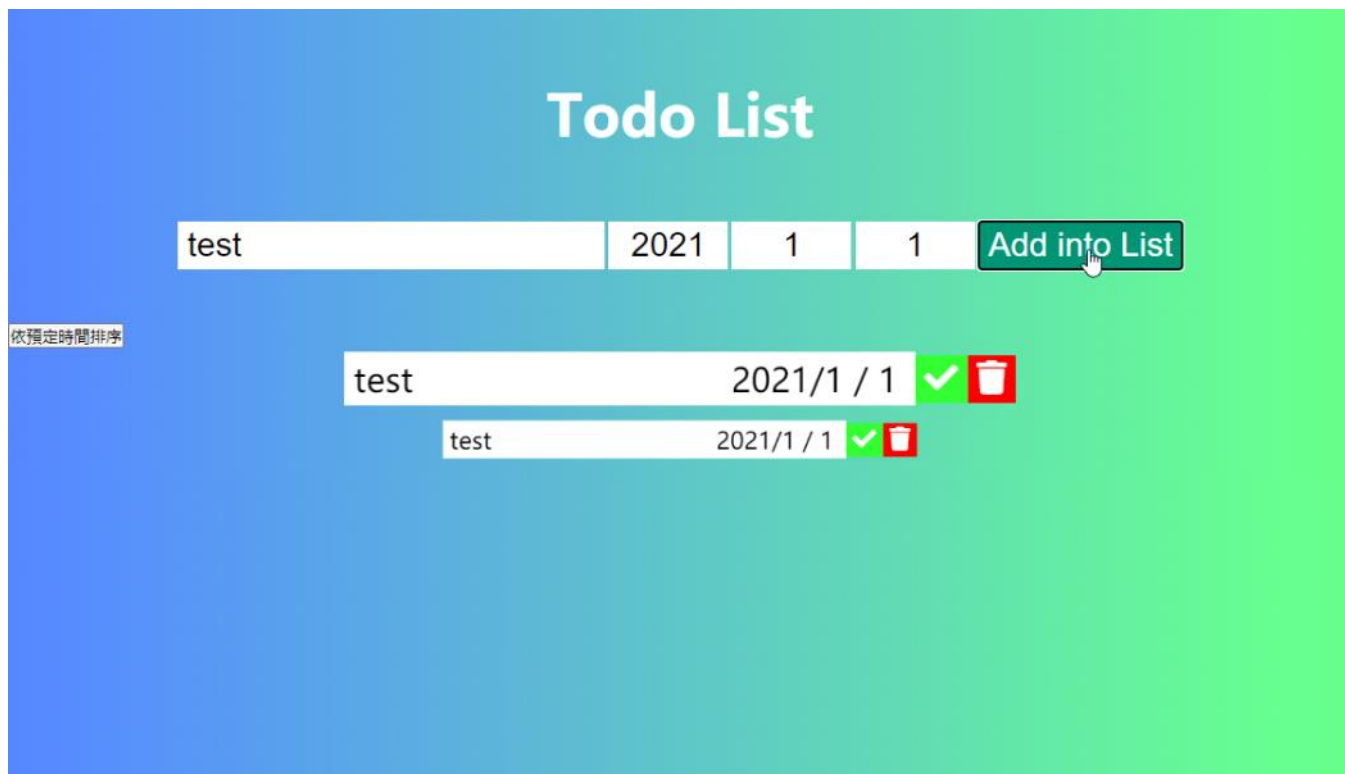 Todo List
test 2021 1 1 Add into List
依預定時間排序
test 2021/1 / 1
test 2021/1 / 1